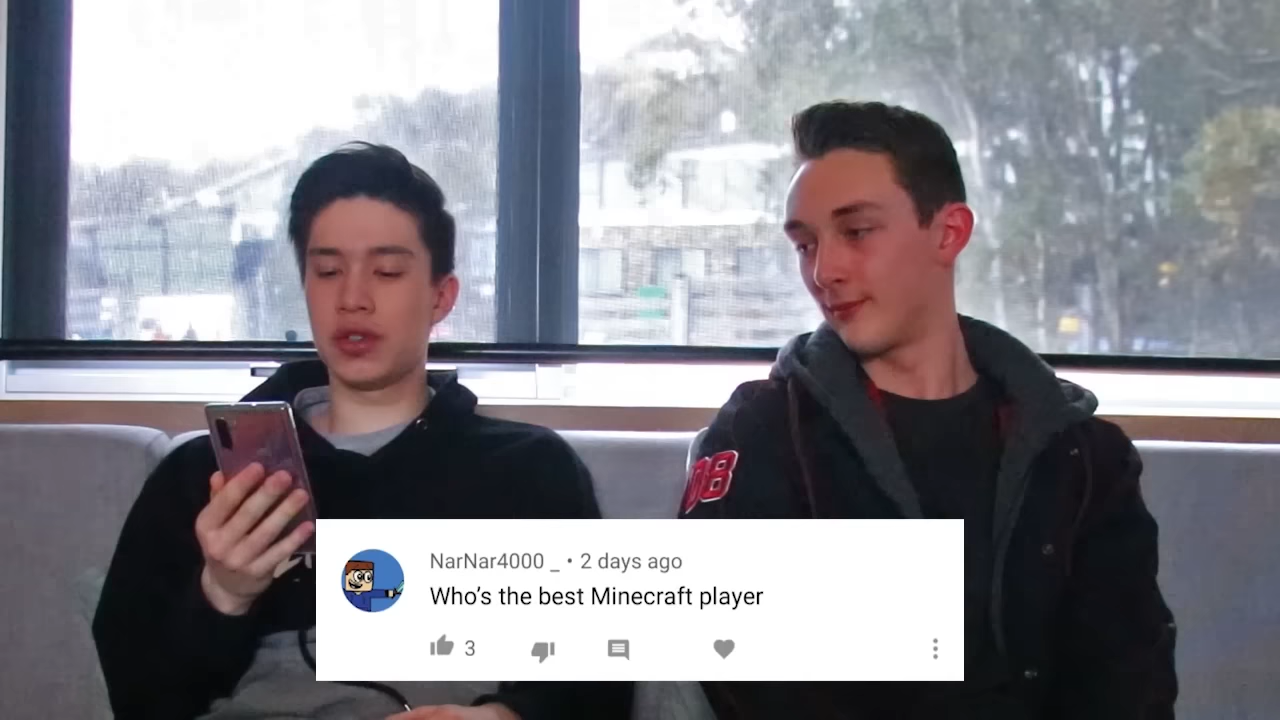 08
NarNar4000 _ • 2 days ago
Who's the best Minecraft player
3